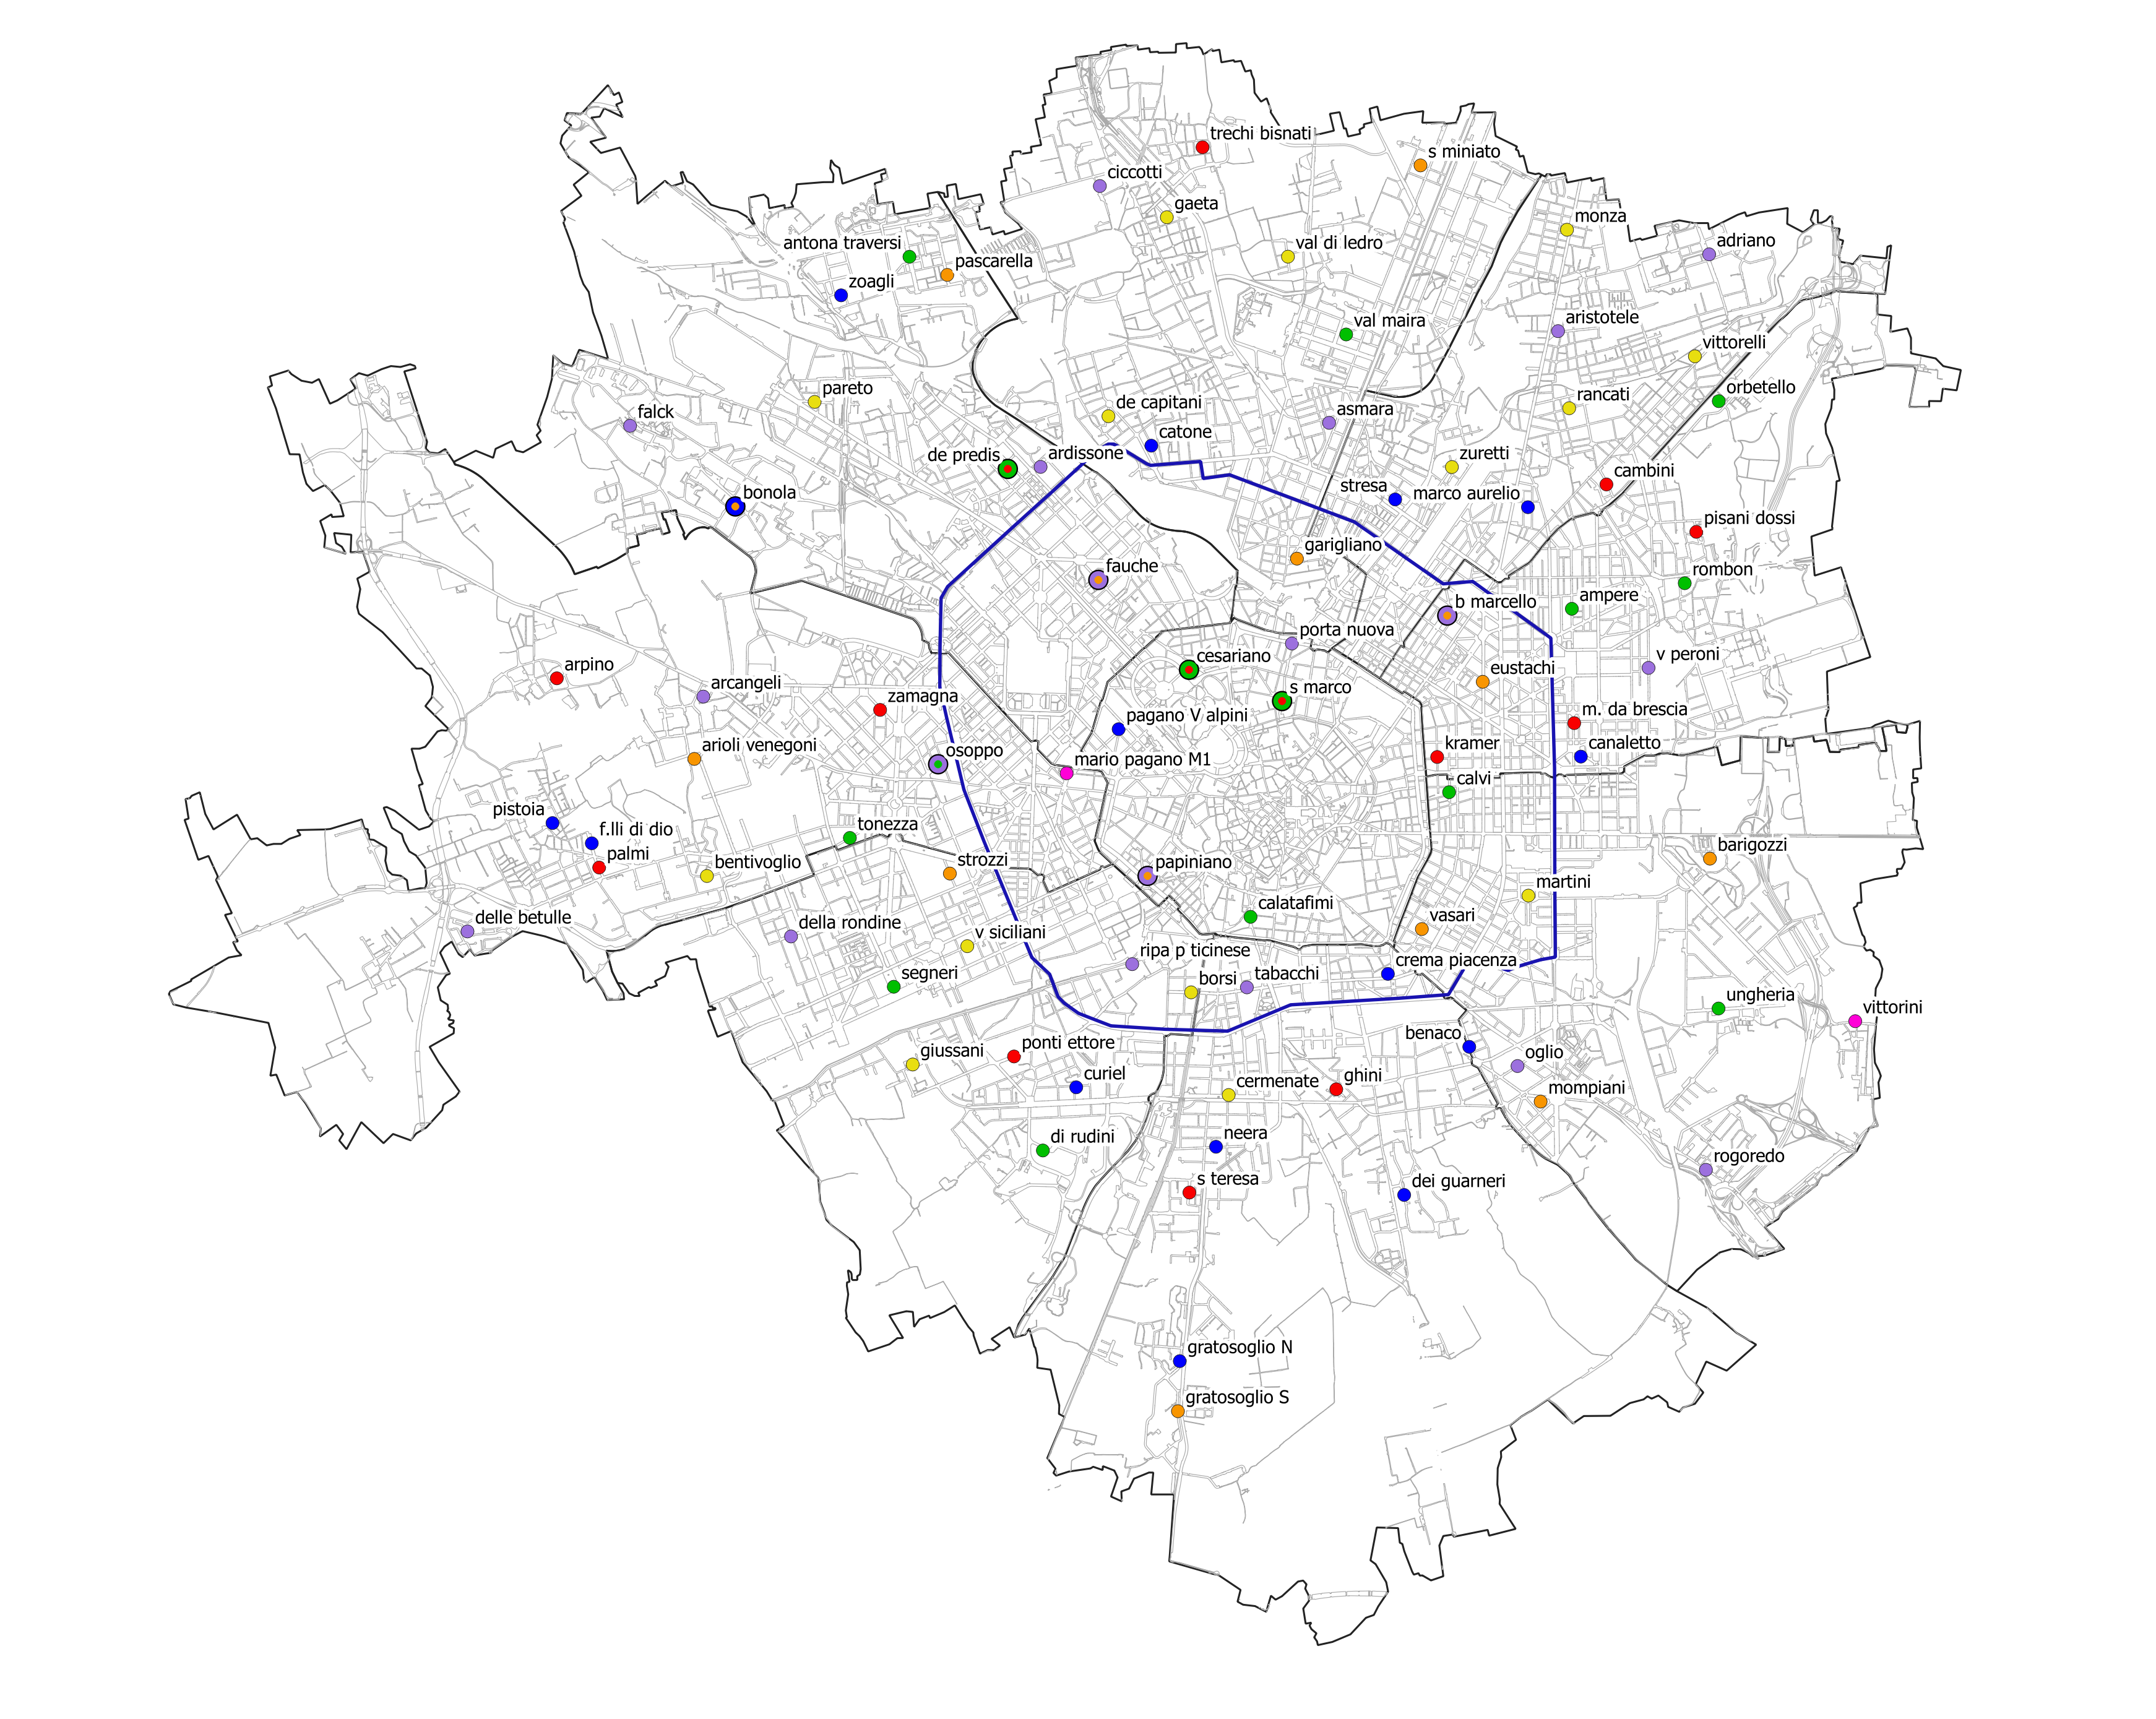 trechi bisnati
s miniato
ciccotti
gaeta
monza
adriano
antona traversi
val di ledro
pascarella
zoagli
val maira
aristotele
vittorelli
pareto
orbetello
rancati
de capitani
asmara
falck
catone
ardissone
de predis
zuretti
cambini
stresa
marco aurelio
bonola
pisani dossi
garigliano
fauche
rombon
ampere
b marcello
porta nuova
cesariano
v peroni
arpino
eustachi
arcangeli
s marco
zamagna
m. da brescia
pagano V alpini
arioli venegoni
kramer
canaletto
osoppo
mario pagano M1
calvi
pistoia
tonezza
f.lli di dio
palmi
barigozzi
bentivoglio
strozzi
papiniano
martini
calatafimi
delle betulle
vasari
della rondine
v siciliani
ripa p ticinese
crema piacenza
segneri
borsi
tabacchi
ungheria
vittorini
benaco
ponti ettore
giussani
oglio
curiel
cermenate
ghini
mompiani
di rudini
neera
rogoredo
s teresa
dei guarneri
gratosoglio N
gratosoglio S